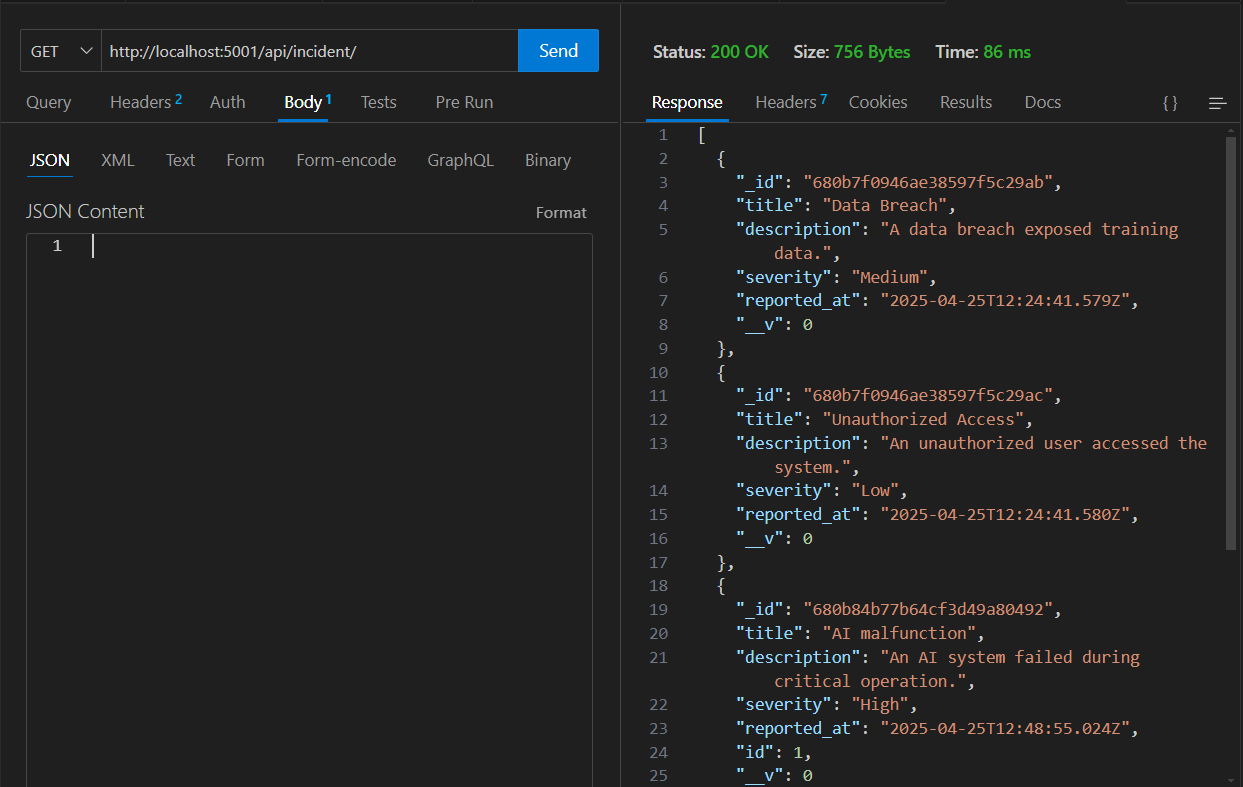 GET http://localhost:5001/api/incident/ Send
Query Headers 2 Auth Body 1 Tests Pre Run
JSON XML Text Form Form-encode GraphQL Binary
JSON Content Format
1
Status: 200 OK Size: 756 Bytes Time: 86 ms
Response Headers 7 Cookies Results Docs { }
1 [
2 {
3 "_id": "680b7f0946ae38597f5c29ab",
4 "title": "Data Breach",
5 "description": "A data breach exposed training
data.",
6 "severity": "Medium",
7 "reported_at": "2025-04-25T12:24:41.579Z",
8 "__v": 0
9 },
10 {
11 "_id": "680b7f0946ae38597f5c29ac",
12 "title": "Unauthorized Access",
13 "description": "An unauthorized user accessed the
system.",
14 "severity": "Low",
15 "reported_at": "2025-04-25T12:24:41.580Z",
16 "__v": 0
17 },
18 {
19 "_id": "680b84b77b64cf3d49a80492",
20 "title": "AI malfunction",
21 "description": "An AI system failed during
critical operation.",
22 "severity": "High",
23 "reported_at": "2025-04-25T12:48:55.024Z",
24 "id": 1,
25 "__v": 0